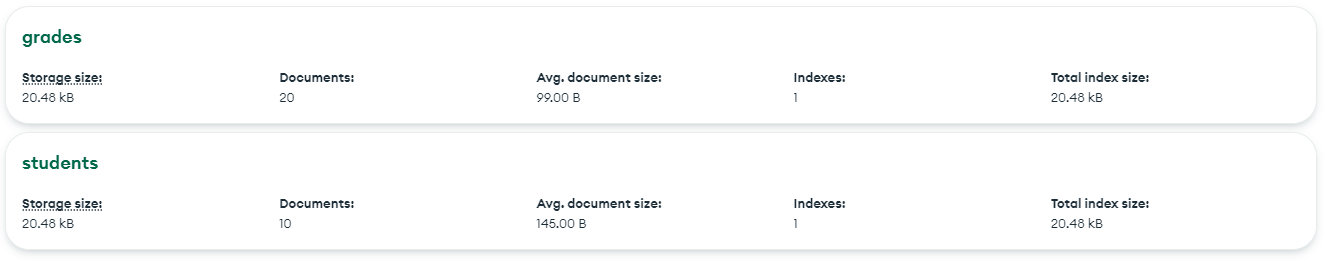 grades
Storage size: Documents: Avg. document size: Indexes: Total index size:
20.48 kB 20 99.00 B 1 20.48 kB
students
Storage size: Documents: Avg. document size: Indexes: Total index size:
20.48 kB 10 145.00 B 1 20.48 kB